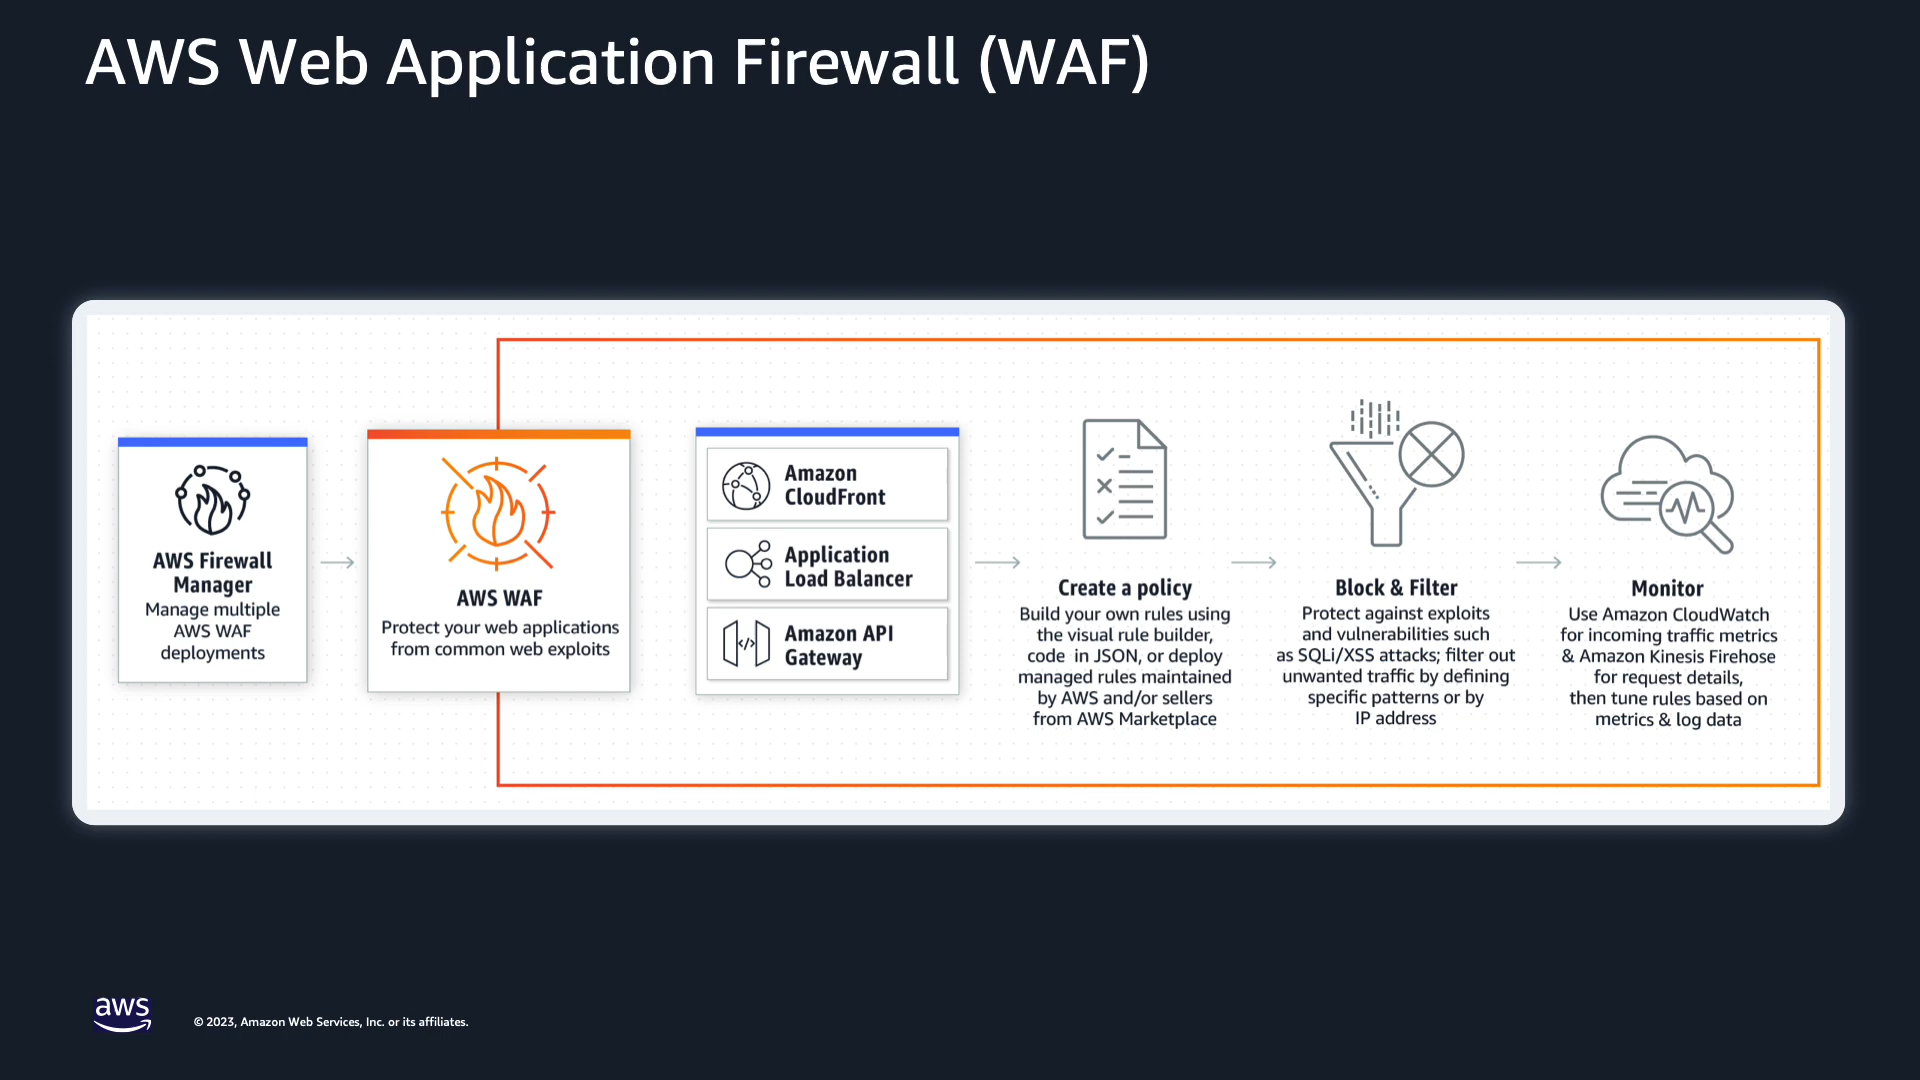 AWS Web Application Firewall (WAF)
AWS Firewall
Manager
Manage multiple
AWS WAF
deployments
AWS WAF
Protect your web applications
from common web exploits
Amazon
CloudFront
Application
Load Balancer
Amazon API
Gateway
</>
Create a policy
Build your own rules using
the visual rule builder,
code in JSON, or deploy
managed rules maintained
by AWS and/or sellers
from AWS Marketplace
Block & Filter
Protect against exploits
and vulnerabilities such
as SQLi/XSS attacks; filter out
unwanted traffic by defining
specific patterns or by
IP address
Monitor
Use Amazon CloudWatch
for incoming traffic metrics
& Amazon Kinesis Firehose
for request details,
then tune rules based on
metrics & log data
aws
© 2023, Amazon Web Services, Inc. or its affiliates.